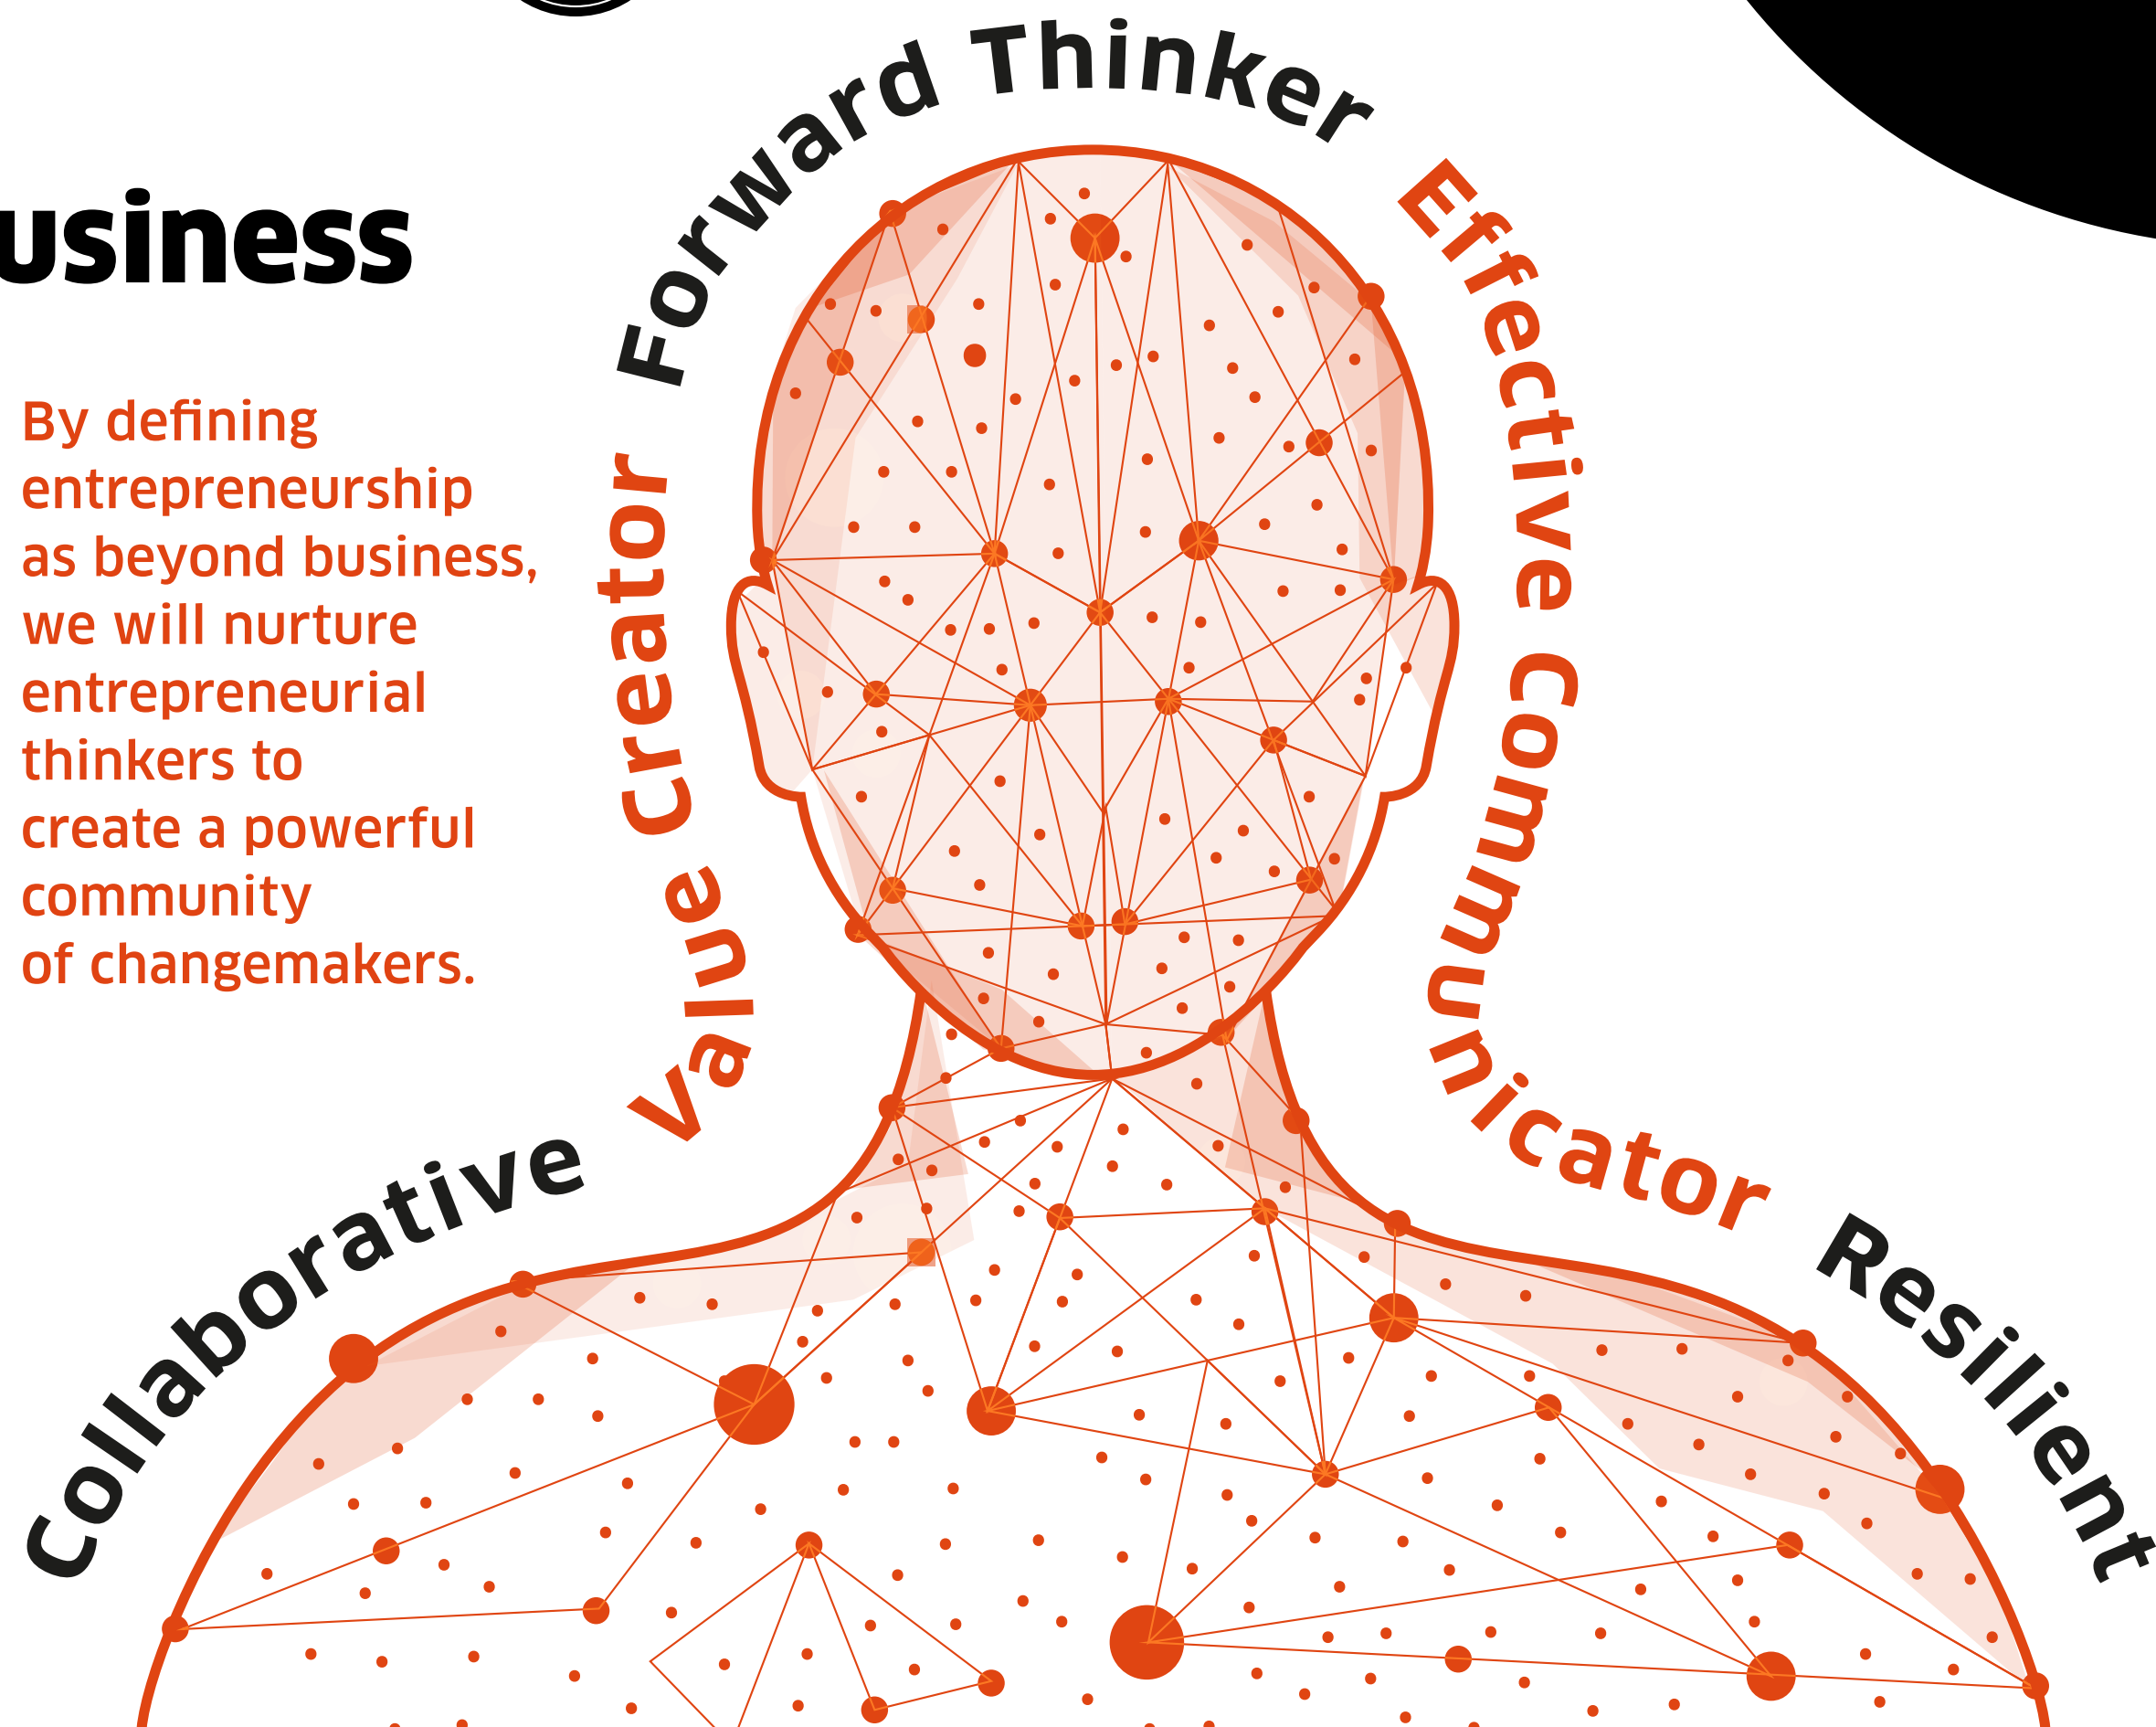 usiness
By defining
entrepreneurship
as beyond business,
we will nurture
entrepreneurial
thinkers to
create a powerful
community
of changemakers.
Collaborative
Value Creator
Forward Thinker
Effective Communicator
Resilient